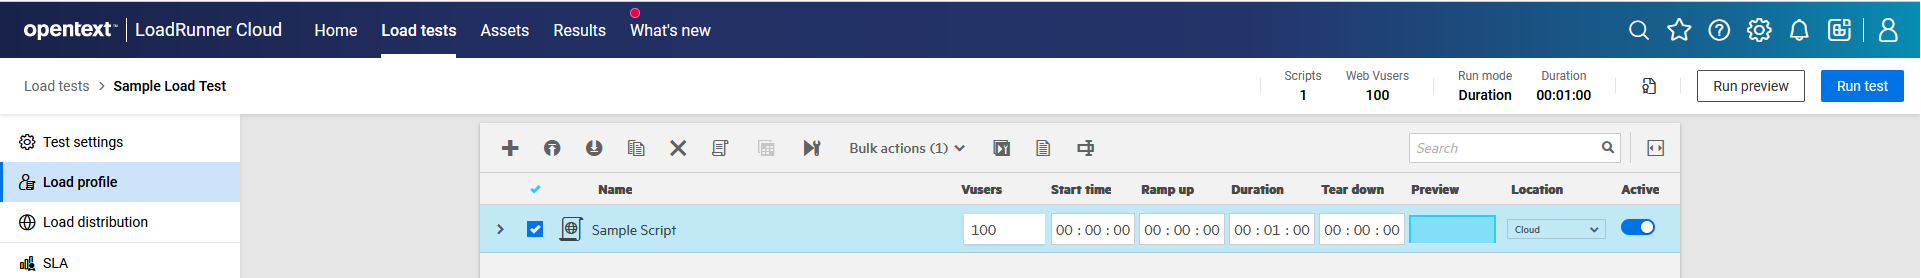 opentext™ LoadRunner Cloud Home Load tests Assets Results What's new
Load tests > Sample Load Test
Scripts Web Vusers Run mode Duration
1 100 Duration 00:01:00
Run preview Run test
Test settings
Load profile
Load distribution
SLA
Bulk actions (1) Search
Name Vusers Start time Ramp up Duration Tear down Preview Location Active
Sample Script 100 00 : 00 : 00 00 : 00 : 00 00 : 01 : 00 00 : 00 : 00 Cloud